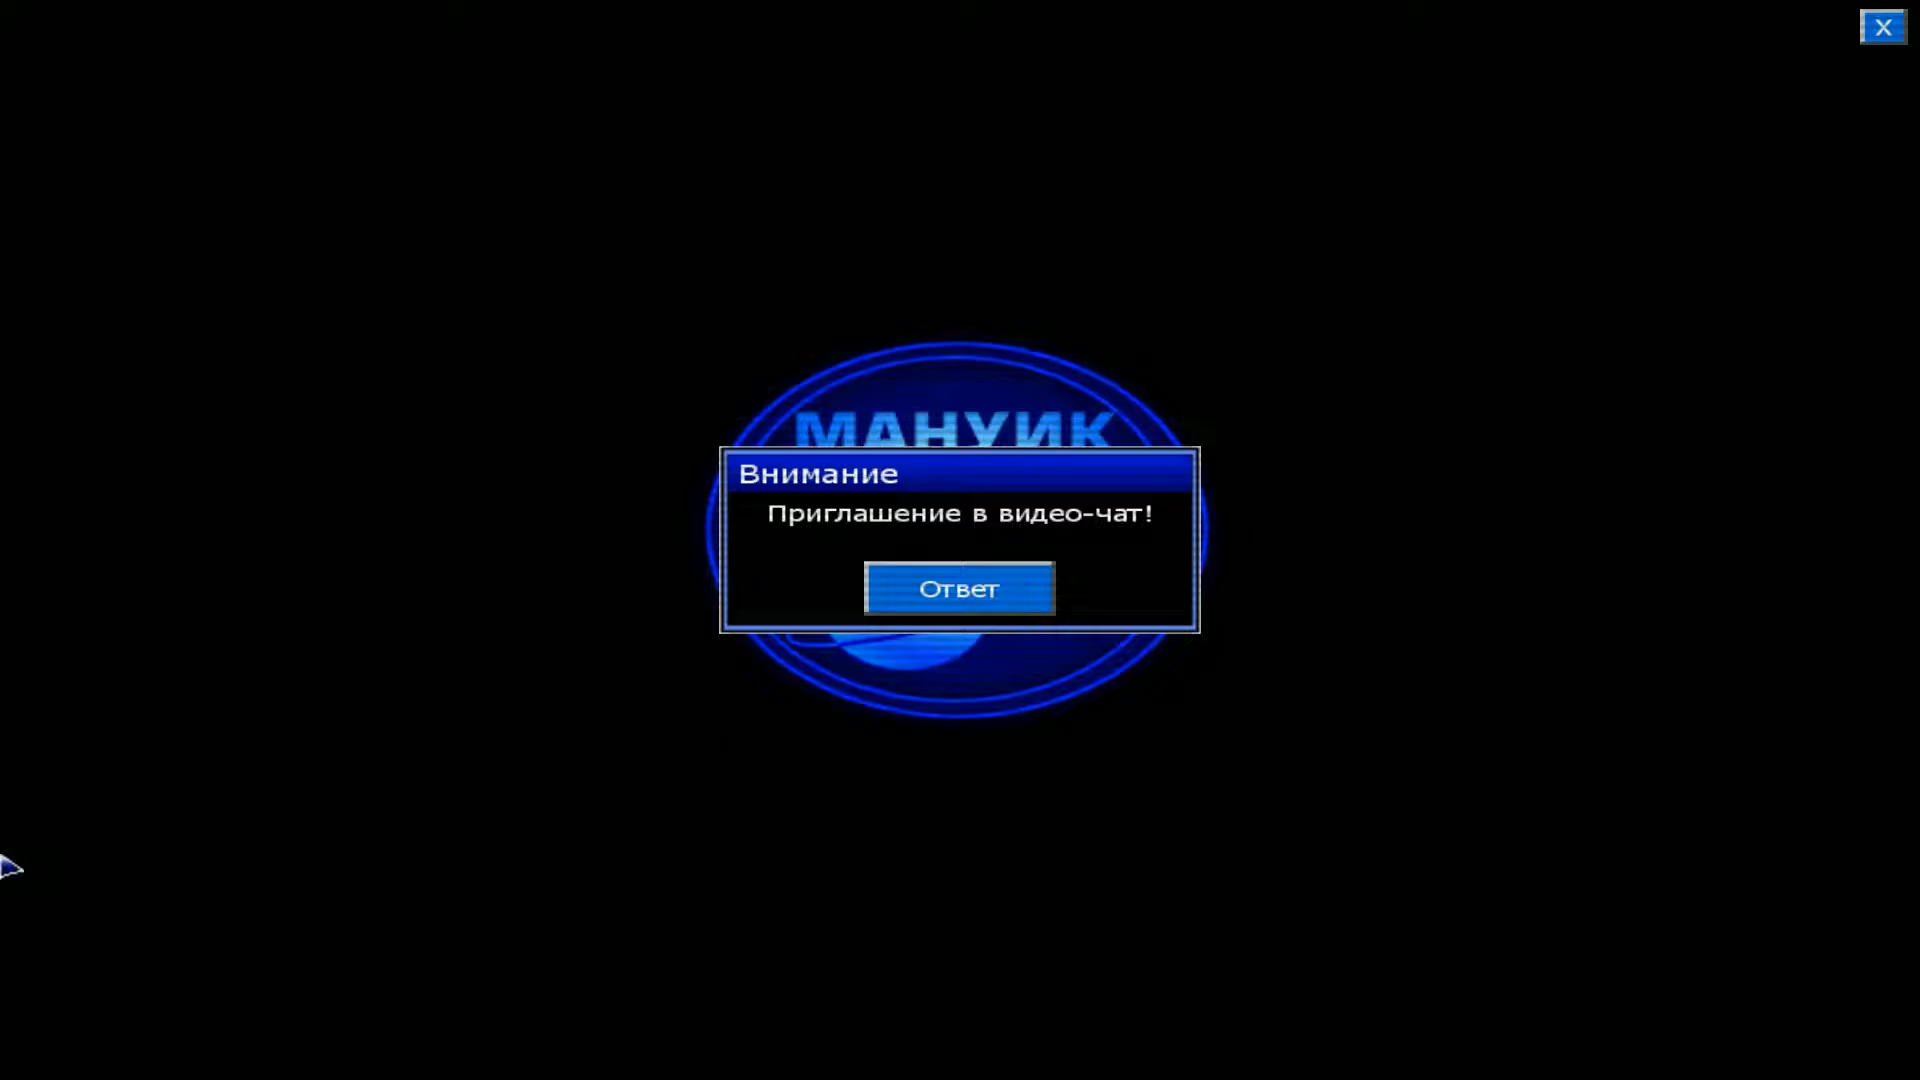 X
МАНУИК
Внимание
Приглашение в видео-чат!
Ответ